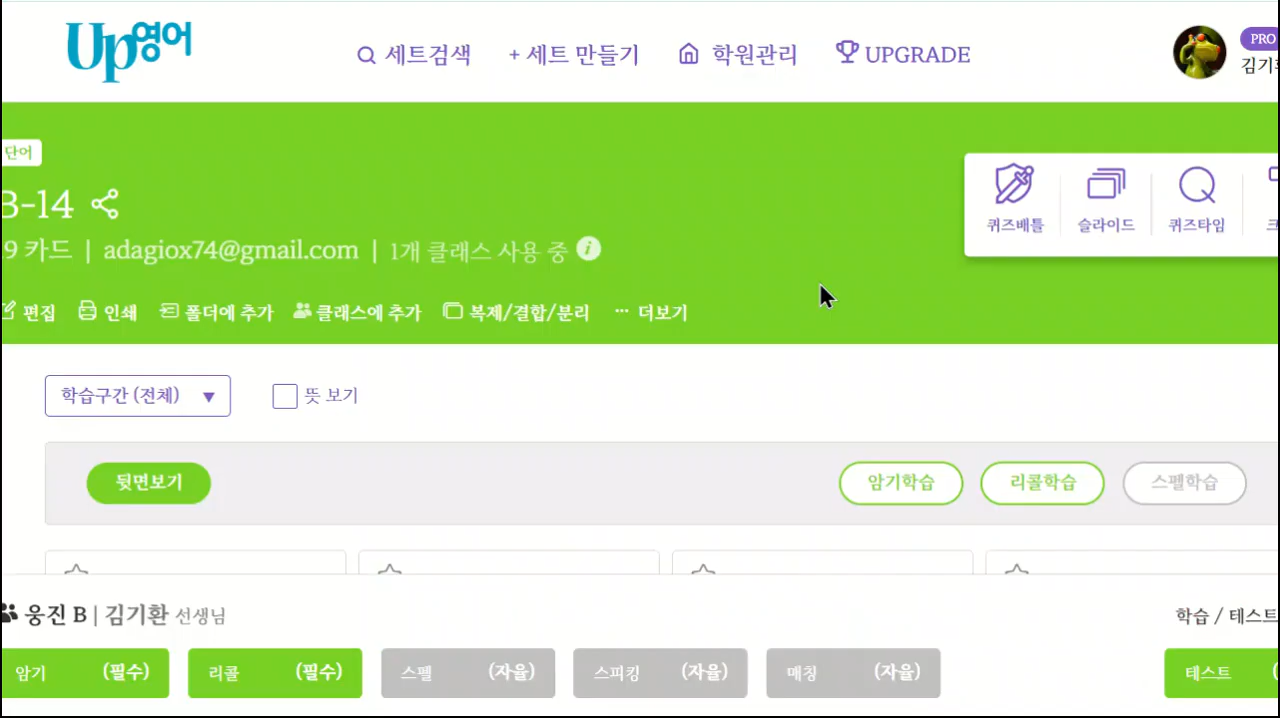 Up영어
세트검색 + 세트 만들기 학원관리 UPGRADE
PRO
김기환
단어
B-14
9 카드 | adagiox74@gmail.com | 1개 클래스 사용 중
퀴즈배틀 슬라이드 퀴즈타임
편집 인쇄 폴더에 추가 클래스에 추가 복제/결합/분리 ··· 더보기
학습구간 (전체) ▼ 뜻 보기
뒷면보기 암기학습 리콜학습 스펠학습
웅진 B | 김기환 선생님 학습 / 테스트
암기 (필수) 리콜 (필수) 스펠 (자율) 스피킹 (자율) 매칭 (자율) 테스트